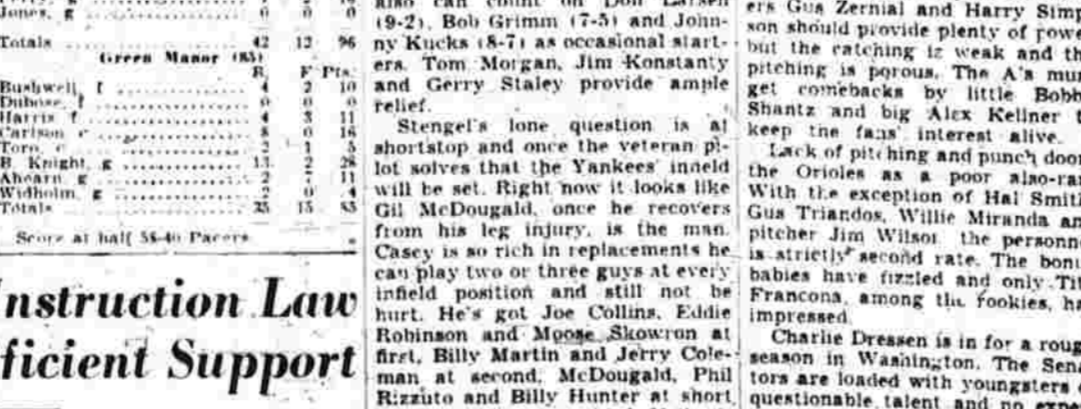 Jones, g 0 0 0
Totals 42 12 96
Green Manor (85)
B. F Pts.
Bushwell, f 4 2 10
Dubose, f 0 0 0
Harris f 4 3 11
Carlson c 8 0 16
Toro, c 2 1 5
B. Knight, g 13 2 28
Ahearn, g 2 7 11
Widholm, g 2 0 4
Totals 35 15 85
Score at half 58-40 Pacers
nstruction Law
ficient Support
also can count on Don Larsen
(9-2), Bob Grimm (7-5) and John-
ny Kucks (8-7) as occasional start-
ers. Tom Morgan, Jim Konstanty
and Gerry Staley provide ample
relief.
Stengel's lone question is at
shortstop and once the veteran pi-
lot solves that the Yankees' inneld
will be set. Right now it looks like
Gil McDougald, once he recovers
from his leg injury, is the man.
Casey is so rich in replacements he
can play two or three guys at every
infield position and still not be
hurt. He's got Joe Collins, Eddie
Robinson and Moose Skowron at
first, Billy Martin and Jerry Cole-
man at second, McDougald, Phil
Rizzuto and Billy Hunter at short
ers Gus Zernial and Harry Simp
son should provide plenty of powe
but the catching is weak and th
pitching is porous. The A's mu
get comebacks by little Bobb
Shantz and big Alex Kellner t
keep the fans' interest alive.
Lack of pitching and punch door
the Orioles as a poor also-ra
With the exception of Hal Smith
Gus Triandos, Willie Miranda an
pitcher Jim Wilson the personn
is strictly second rate. The bonu
babies have fizzled and only Tit
Francona, among the rookies, ha
impressed.
Charlie Dressen is in for a roug
season in Washington. The Sena
tors are loaded with youngsters
questionable talent and no expe